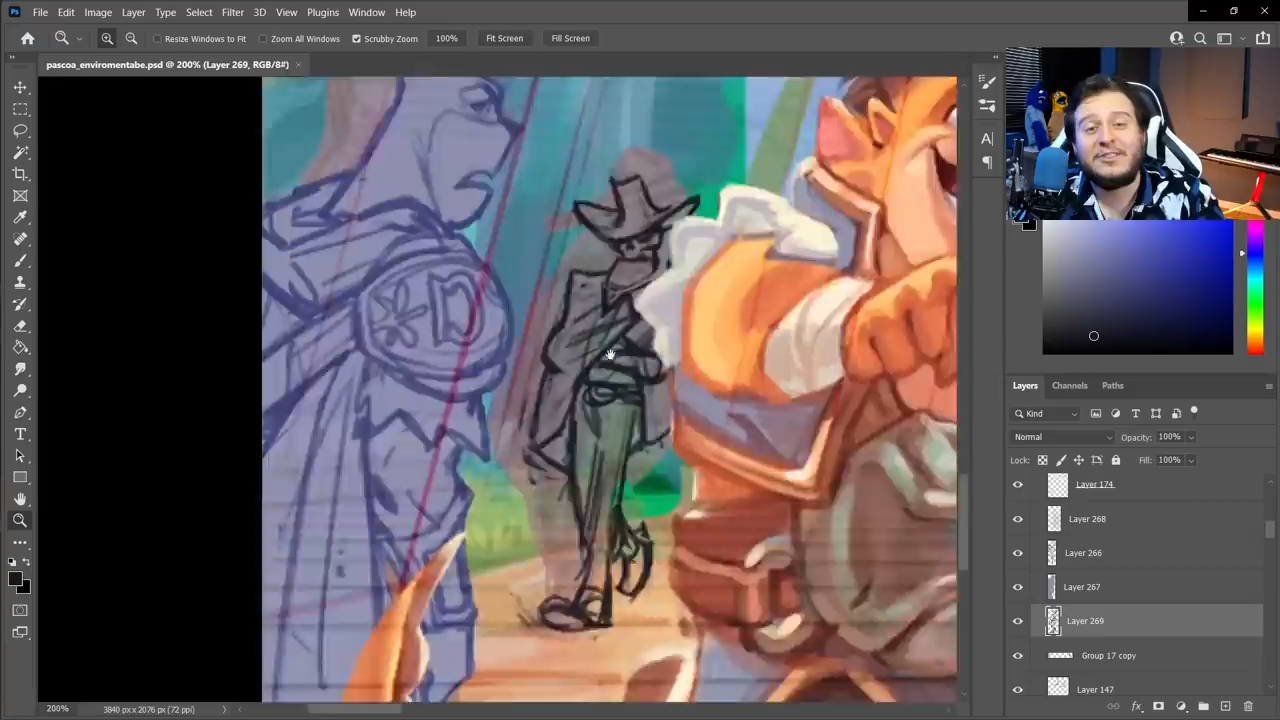 Ps File Edit Image Layer Type Select Filter 3D View Plugins Window Help
Resize Windows to Fit Zoom All Windows Scrubby Zoom 100% Fit Screen Fill Screen
pascoa_enviromentabe.psd @ 200% (Layer 269, RGB/8#) ×
D
Layers Channels Paths
Kind
Normal Opacity: 100%
Lock: Fill: 100%
Layer 174
Layer 268
Layer 266
Layer 267
Layer 269
Group 17 copy
Layer 147
fx
200% 3840 px x 2076 px (72 ppi)